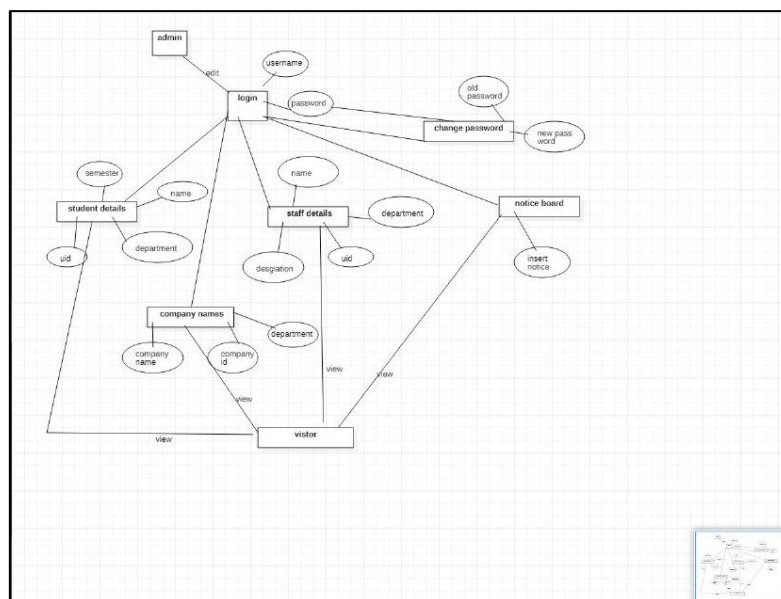 admin
edit
username
login
password
old
password
change password
new pass
word
semester
name
student details
name
staff details
department
notice board
uid
department
desgiation
uid
insert
notice
company names
department
company
name
company
id
view
view
view
vistor
view